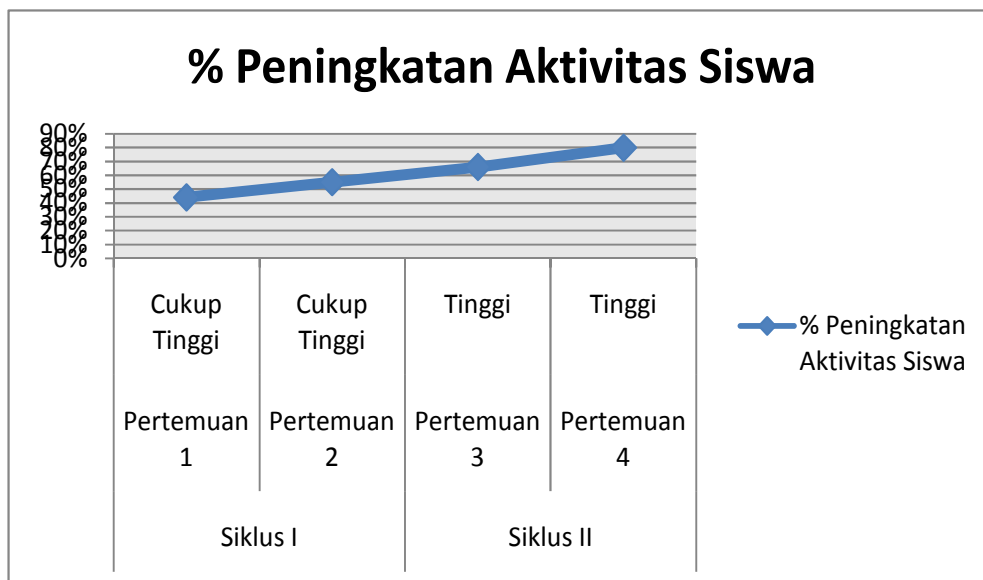 % Peningkatan Aktivitas Siswa
90%
80%
70%
60%
50%
40%
30%
20%
10%
0%
Cukup
Tinggi
Cukup
Tinggi
Tinggi
Tinggi
% Peningkatan
Aktivitas Siswa
Pertemuan
1
Pertemuan
2
Pertemuan
3
Pertemuan
4
Siklus I
Siklus II